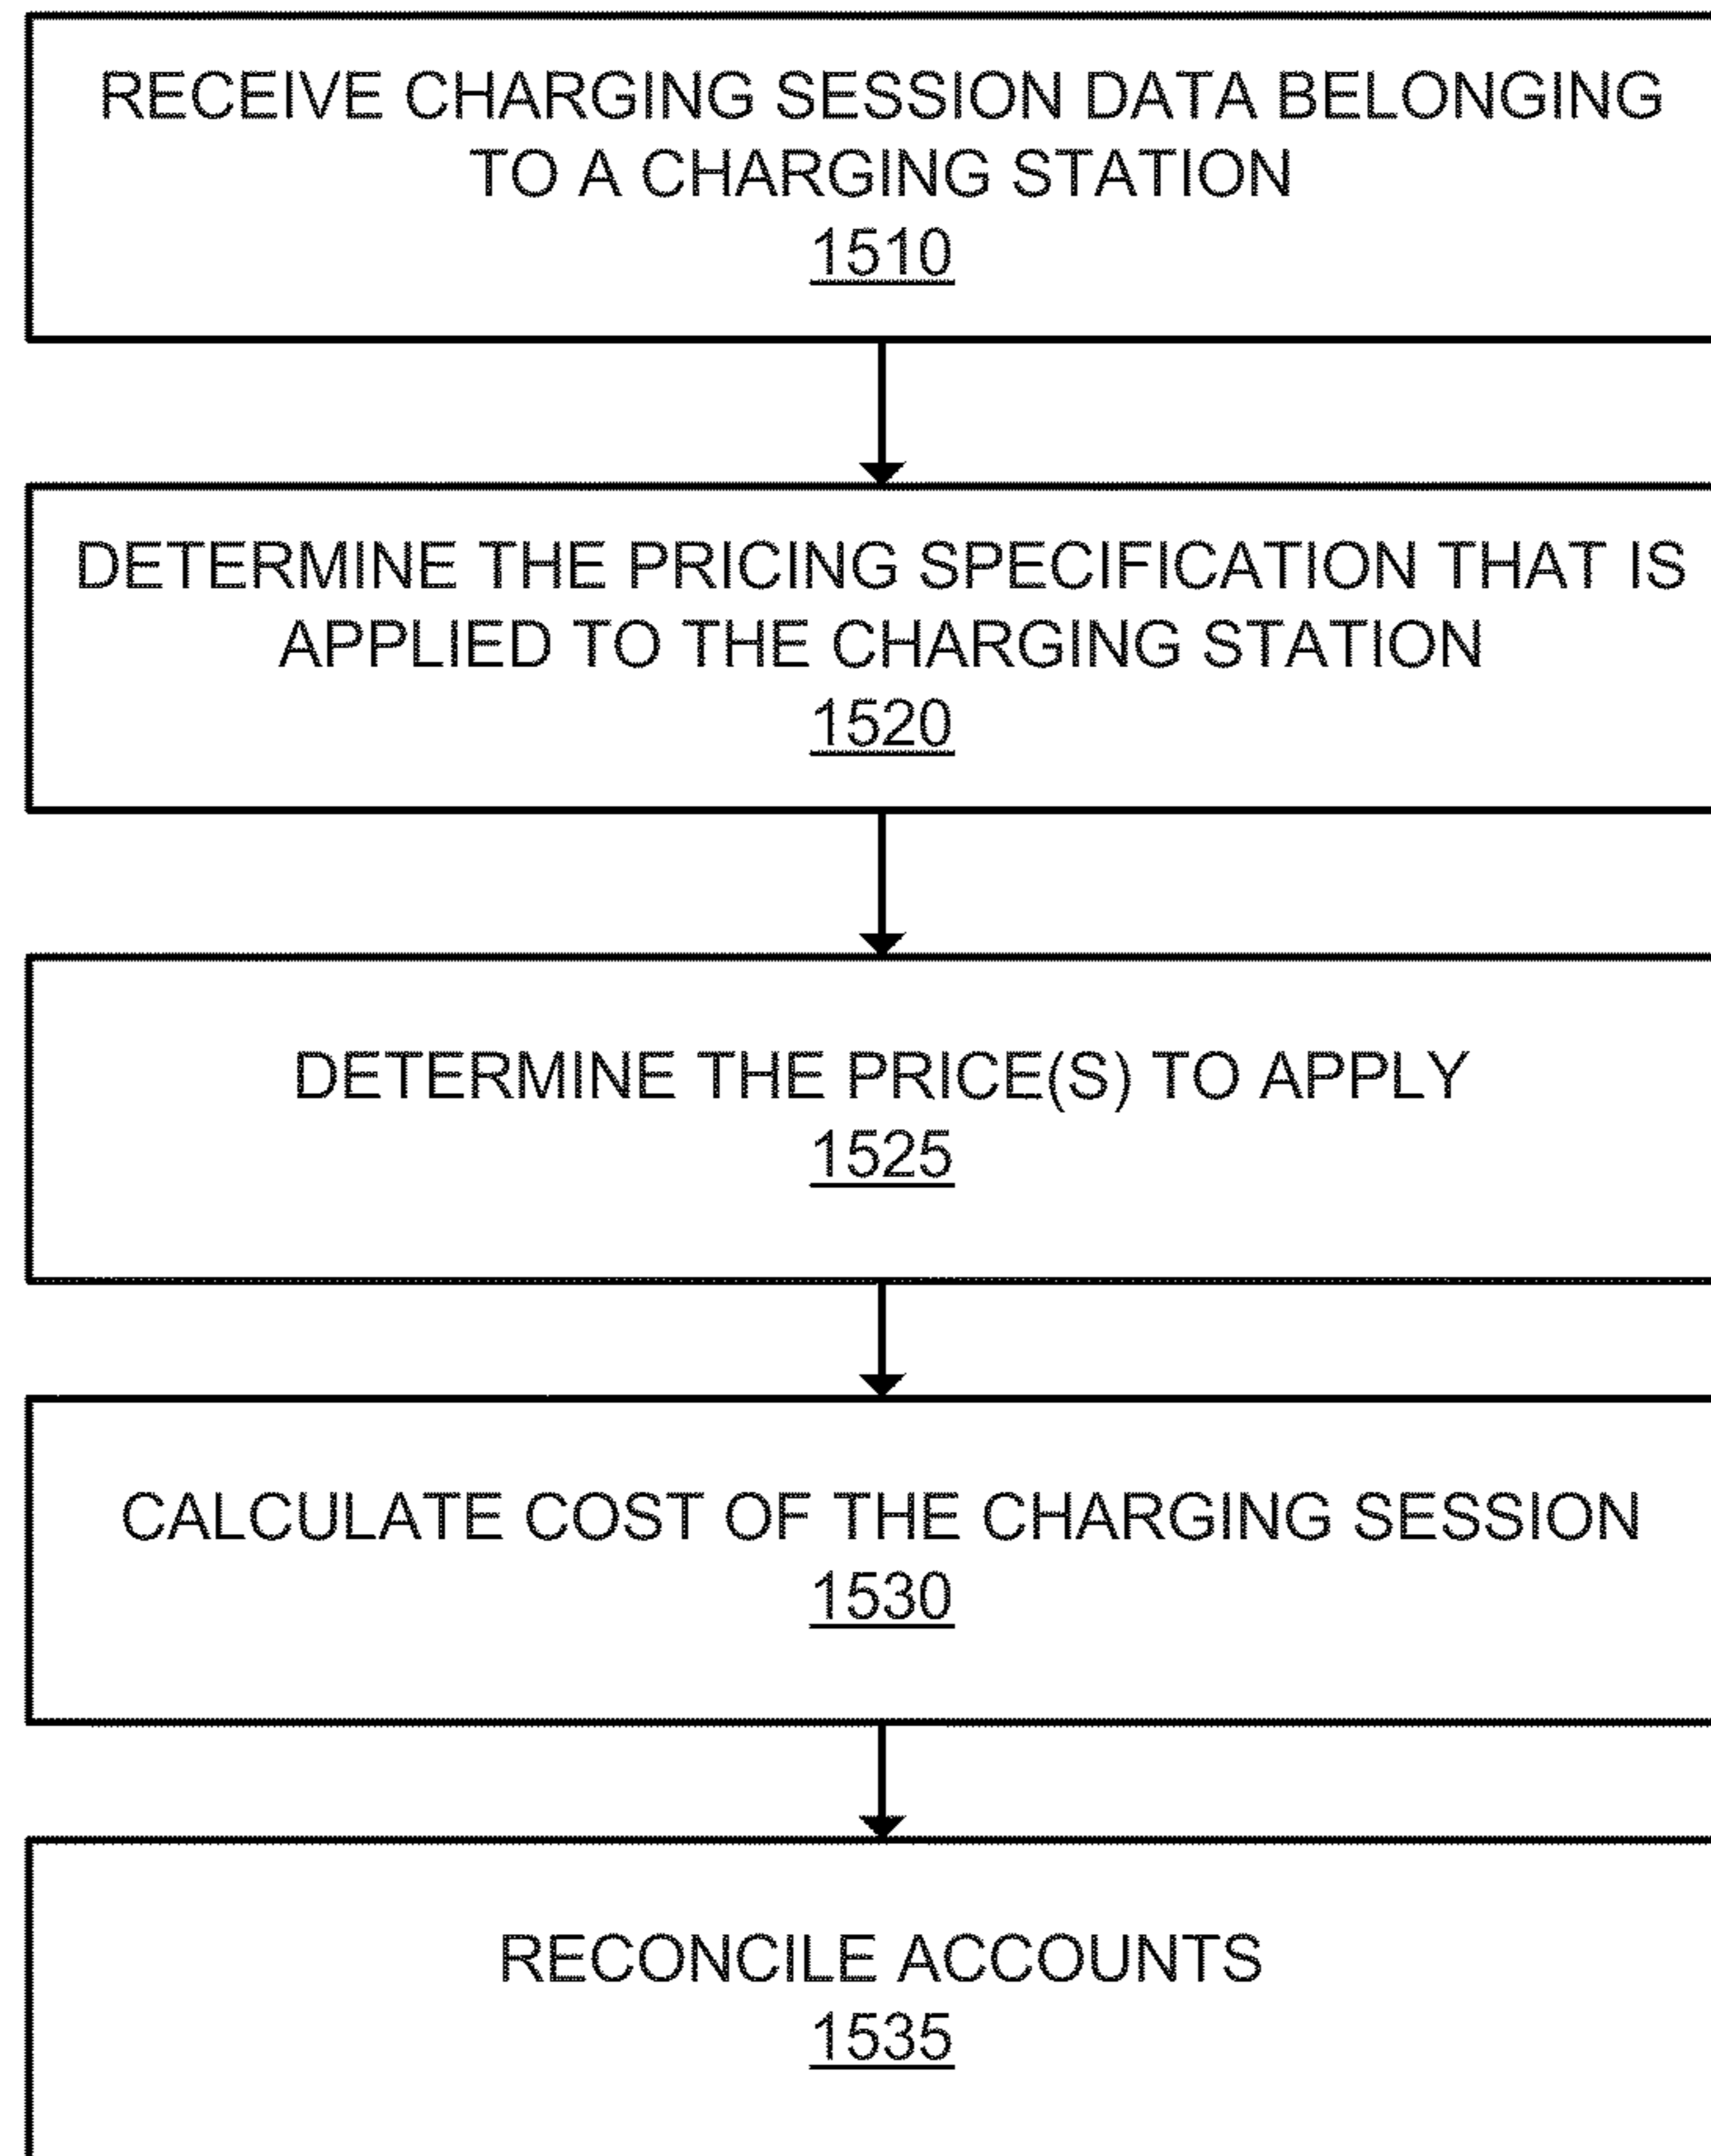 RECEIVE CHARGING SESSION DATA BELONGING
TO A CHARGING STATION
1510
DETERMINE THE PRICING SPECIFICATION THAT IS
APPLIED TO THE CHARGING STATION
1520
DETERMINE THE PRICE(S) TO APPLY
1525
CALCULATE COST OF THE CHARGING SESSION
1530
RECONCILE ACCOUNTS
1535